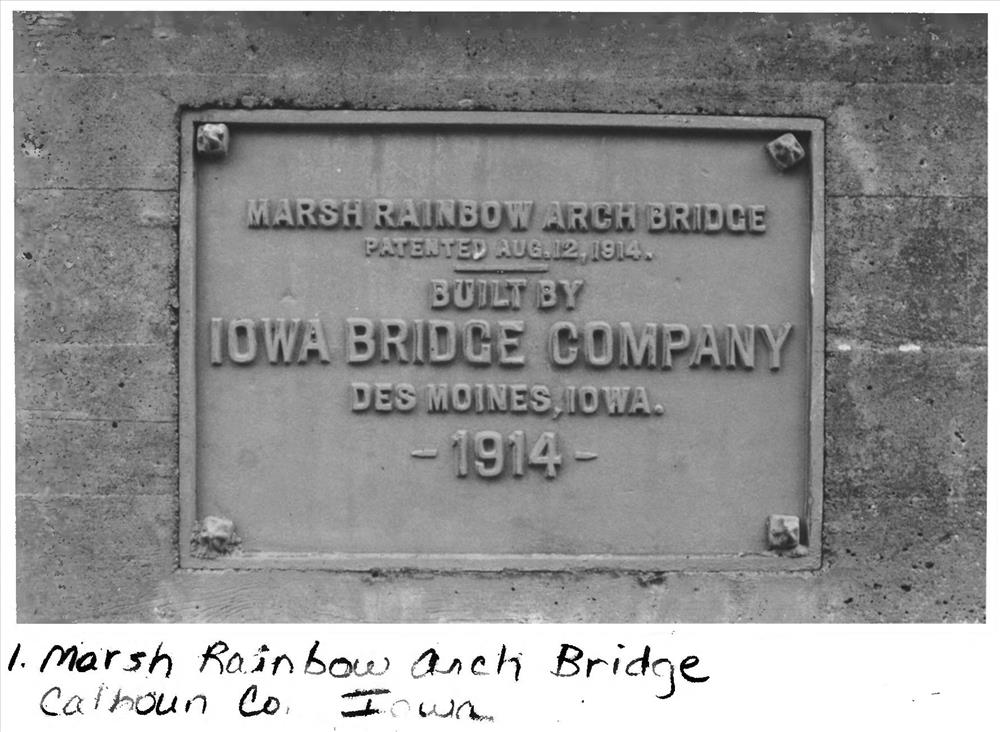 MARSH RAINBOW ARCH BRIDGE
PATENTED AUG. 12, 1914.
BUILT BY
IOWA BRIDGE COMPANY
DES MOINES, IOWA.
- 1914 -
1. Marsh Rainbow Arch Bridge
Calhoun Co. Iowa